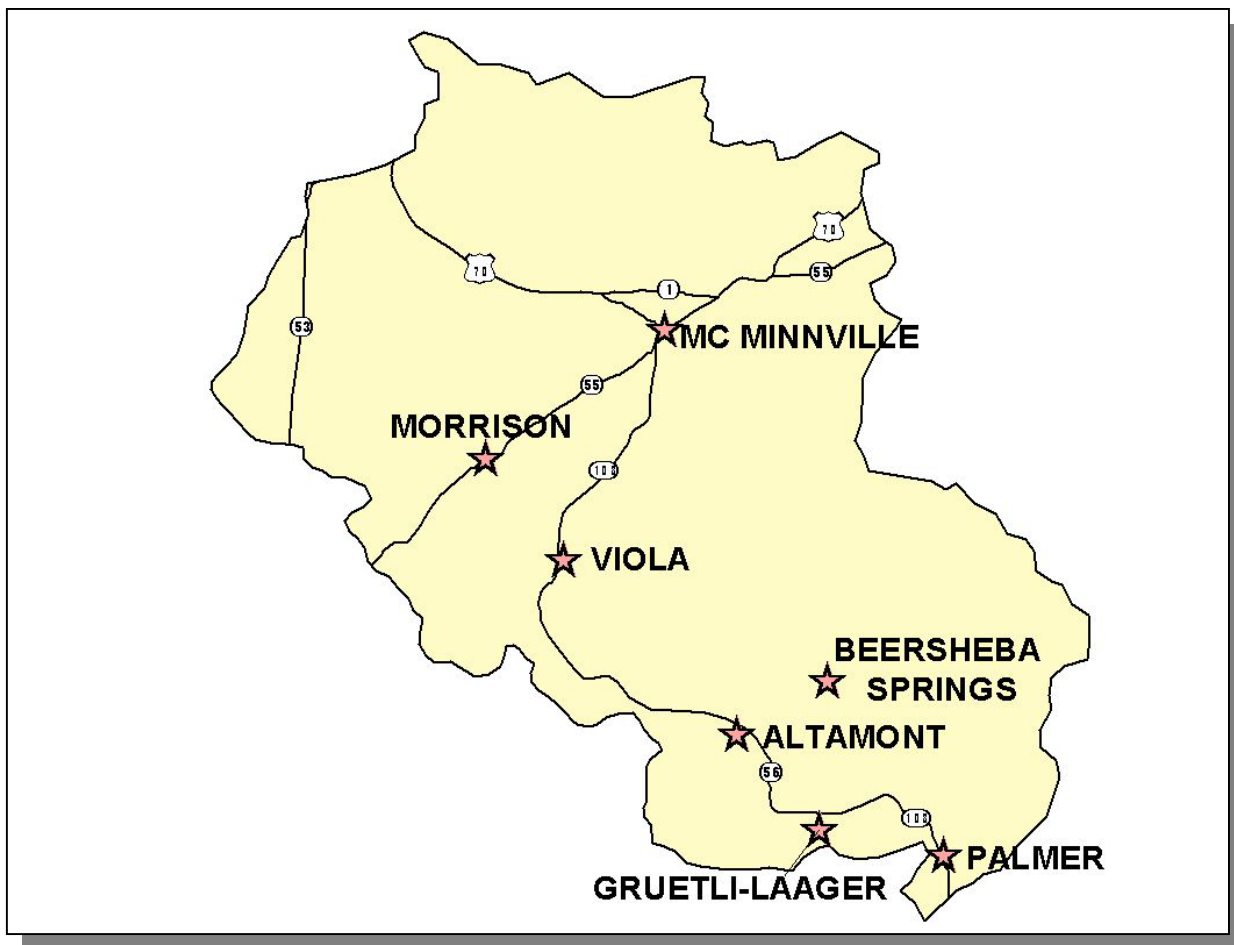 70
70
55
1
53
MC MINNVILLE
55
MORRISON
108
VIOLA
BEERSHEBA
SPRINGS
ALTAMONT
56
108
PALMER
GRUETLI-LAAGER